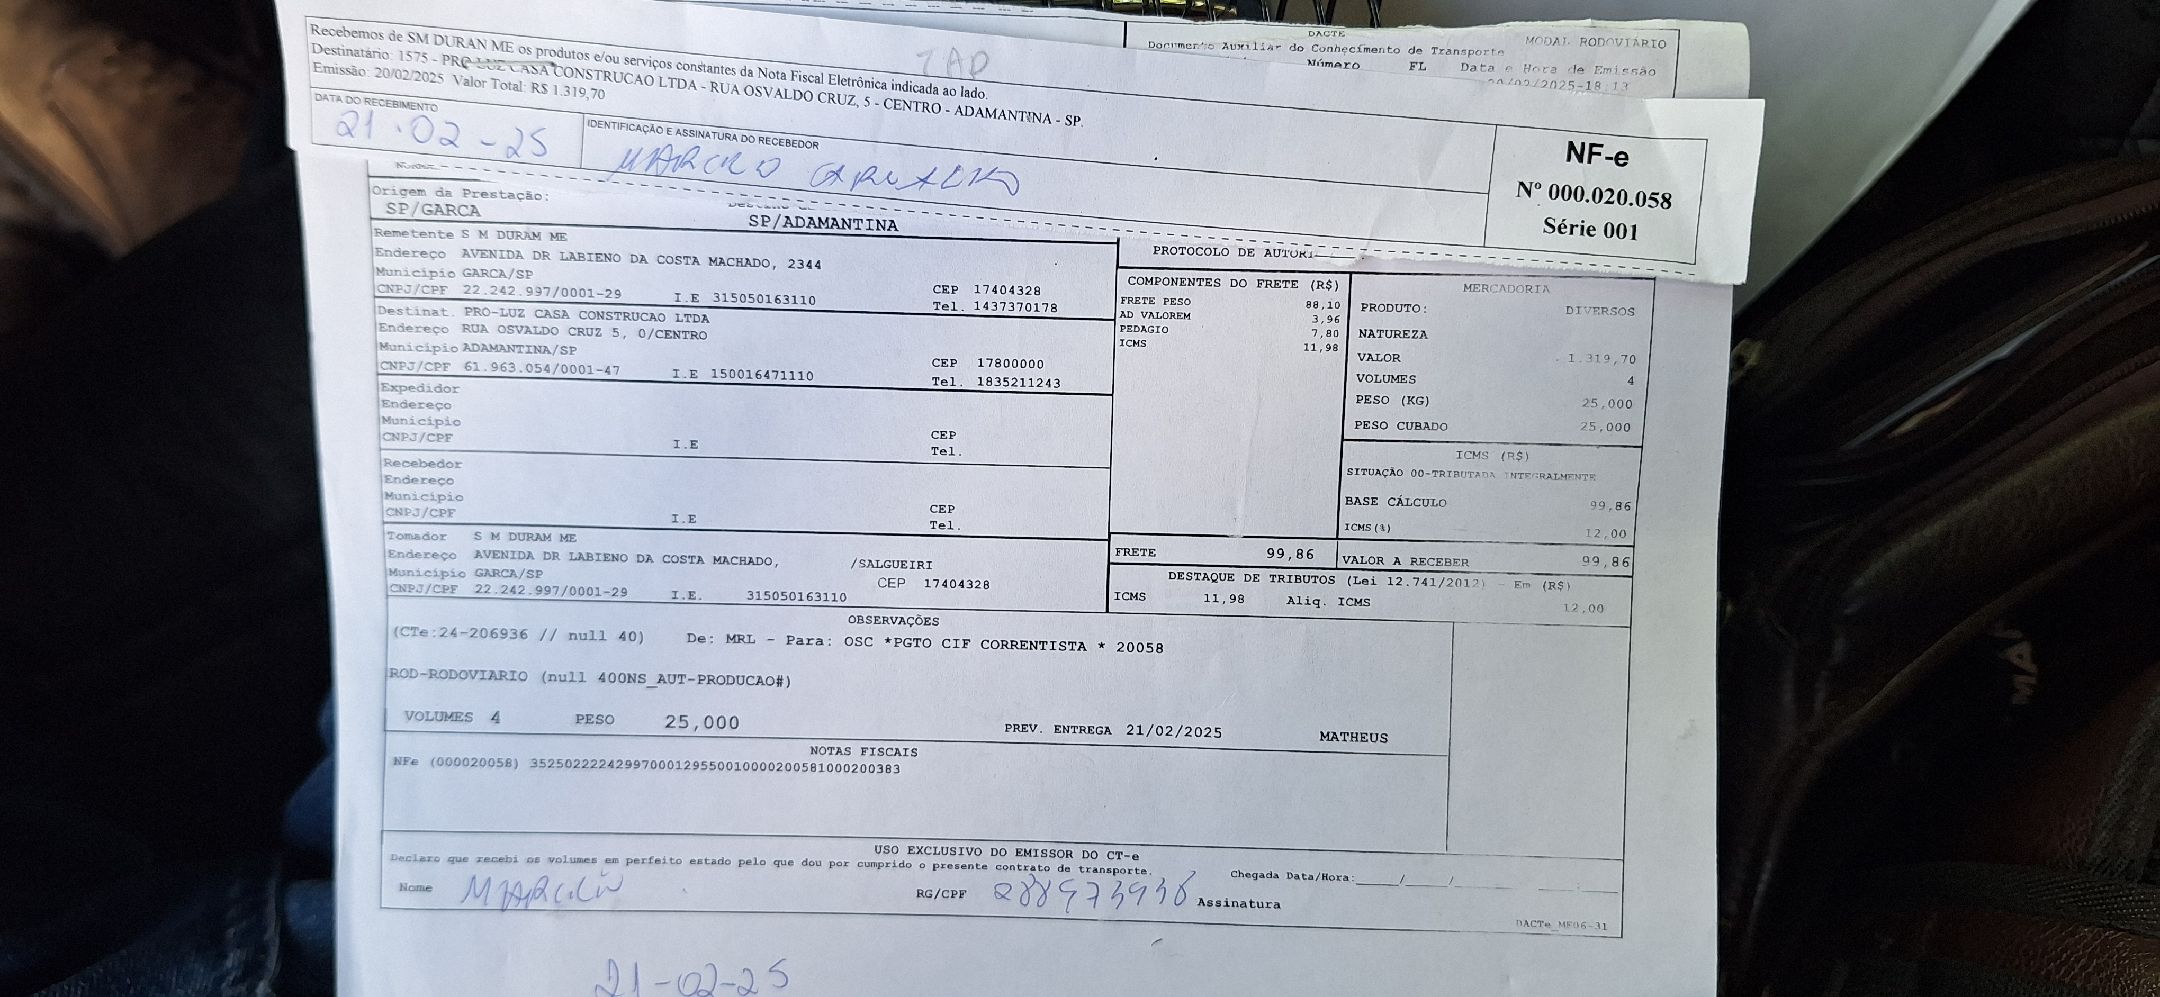 DACTE
Documento Auxiliar do Conhecimento de Transporte
MODAL RODOVIÁRIO
Número FL Data e Hora de Emissão
/2025-18:13
TAD
Recebemos de SM DURAN ME os produtos e/ou serviços constantes da Nota Fiscal Eletrônica indicada ao lado.
Destinatário: 1575 - PRO-LUZ CASA CONSTRUCAO LTDA - RUA OSVALDO CRUZ, 5 - CENTRO - ADAMANTINA - SP.
Emissão: 20/02/2025 Valor Total: R$ 1.319,70
DATA DO RECEBIMENTO
21.02-25
IDENTIFICAÇÃO E ASSINATURA DO RECEBEDOR
NF-e
Nº 000.020.058
Série 001
Origem da Prestação:
SP/GARCA
SP/ADAMANTINA
Remetente S M DURAM ME
Endereço AVENIDA DR LABIENO DA COSTA MACHADO, 2344
Município GARCA/SP CEP 17404328
CNPJ/CPF 22.242.997/0001-29 I.E 315050163110 Tel. 1437370178
Destinat. PRO-LUZ CASA CONSTRUCAO LTDA
Endereço RUA OSVALDO CRUZ 5, 0/CENTRO
Município ADAMANTINA/SP CEP 17800000
CNPJ/CPF 61.963.054/0001-47 I.E 150016471110 Tel. 1835211243
Expedidor
Endereço
Município CEP
CNPJ/CPF I.E Tel.
Recebedor
Endereço
Município CEP
CNPJ/CPF I.E Tel.
Tomador S M DURAM ME
Endereço AVENIDA DR LABIENO DA COSTA MACHADO, /SALGUEIRI
Município GARCA/SP CEP 17404328
CNPJ/CPF 22.242.997/0001-29 I.E. 315050163110
PROTOCOLO DE AUTORI
COMPONENTES DO FRETE (R$)
FRETE PESO 88,10
AD VALOREM 3,96
PEDAGIO 7,80
ICMS 11,98
MERCADORIA
PRODUTO: DIVERSOS
NATUREZA
VALOR 1.319,70
VOLUMES 4
PESO (KG) 25,000
PESO CUBADO 25,000
ICMS (R$)
SITUAÇÃO 00-TRIBUTADA INTEGRALMENTE
BASE CÁLCULO 99,86
ICMS(%) 12,00
FRETE 99,86 VALOR A RECEBER 99,86
DESTAQUE DE TRIBUTOS (Lei 12.741/2012) - Em (R$)
ICMS 11,98 Aliq. ICMS 12,00
OBSERVAÇÕES
(CTe:24-206936 // null 40) De: MRL - Para: OSC *PGTO CIF CORRENTISTA * 20058
ROD-RODOVIARIO (null 400NS_AUT-PRODUCAO#)
VOLUMES 4 PESO 25,000 PREV. ENTREGA 21/02/2025 MATHEUS
NOTAS FISCAIS
NFe (000020058) 35250222242997000129550010000200581000200383
USO EXCLUSIVO DO EMISSOR DO CT-e
Declaro que recebi os volumes em perfeito estado pelo que dou por cumprido o presente contrato de transporte. Chegada Data/Hora:____/____/
Nome RG/CPF Assinatura
DACTe_MF06-31
21-02-25